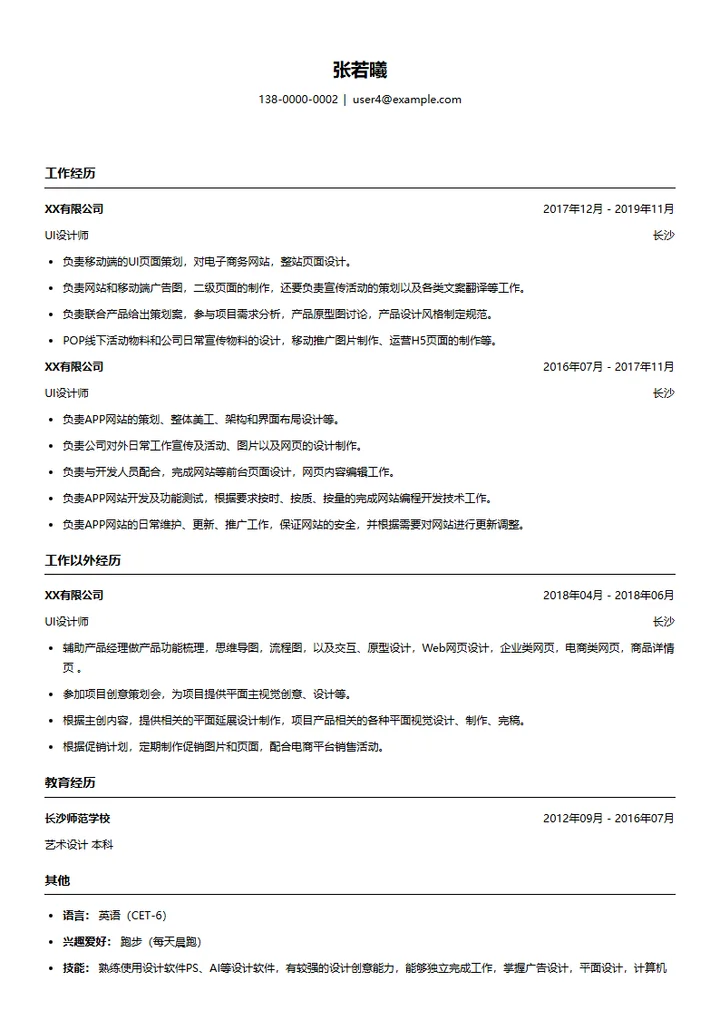 张若曦
138-0000-0002 | user4@example.com
工作经历
XX有限公司 2017年12月 - 2019年11月
UI设计师 长沙
• 负责移动端的UI页面策划，对电子商务网站，整站页面设计。
• 负责网站和移动端广告图，二级页面的制作，还要负责宣传活动的策划以及各类文案翻译等工作。
• 负责联合产品给出策划案，参与项目需求分析，产品原型图讨论，产品设计风格制定规范。
• POP线下活动物料和公司日常宣传物料的设计，移动推广图片制作、运营H5页面的制作等。
XX有限公司 2016年07月 - 2017年11月
UI设计师 长沙
• 负责APP网站的策划、整体美工、架构和界面布局设计等。
• 负责公司对外日常工作宣传及活动、图片以及网页的设计制作。
• 负责与开发人员配合，完成网站等前台页面设计，网页内容编辑工作。
• 负责APP网站开发及功能测试，根据要求按时、按质、按量的完成网站编程开发技术工作。
• 负责APP网站的日常维护、更新、推广工作，保证网站的安全，并根据需要对网站进行更新调整。
工作以外经历
XX有限公司 2018年04月 - 2018年06月
UI设计师 长沙
• 辅助产品经理做产品功能梳理，思维导图，流程图，以及交互、原型设计，Web网页设计，企业类网页，电商类网页，商品详情
页 。
• 参加项目创意策划会，为项目提供平面主视觉创意、设计等。
• 根据主创内容，提供相关的平面延展设计制作，项目产品相关的各种平面视觉设计、制作、完稿。
• 根据促销计划，定期制作促销图片和页面，配合电商平台销售活动。
教育经历
长沙师范学校 2012年09月 - 2016年07月
艺术设计 本科
其他
• 语言： 英语（CET-6）
• 兴趣爱好： 跑步（每天晨跑）
• 技能： 熟练使用设计软件PS、AI等设计软件，有较强的设计创意能力，能够独立完成工作，掌握广告设计，平面设计，计算机